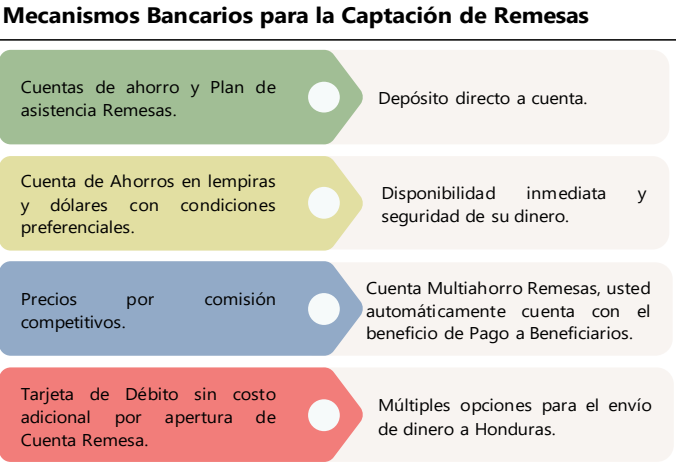 Mecanismos Bancarios para la Captación de Remesas
Cuentas de ahorro y Plan de
asistencia Remesas.
Depósito directo a cuenta.
Cuenta de Ahorros en lempiras
y dólares con condiciones
preferenciales.
Disponibilidad inmediata y
seguridad de su dinero.
Precios por comisión
competitivos.
Cuenta Multiahorro Remesas, usted
automáticamente cuenta con el
beneficio de Pago a Beneficiarios.
Tarjeta de Débito sin costo
adicional por apertura de
Cuenta Remesa.
Múltiples opciones para el envío
de dinero a Honduras.